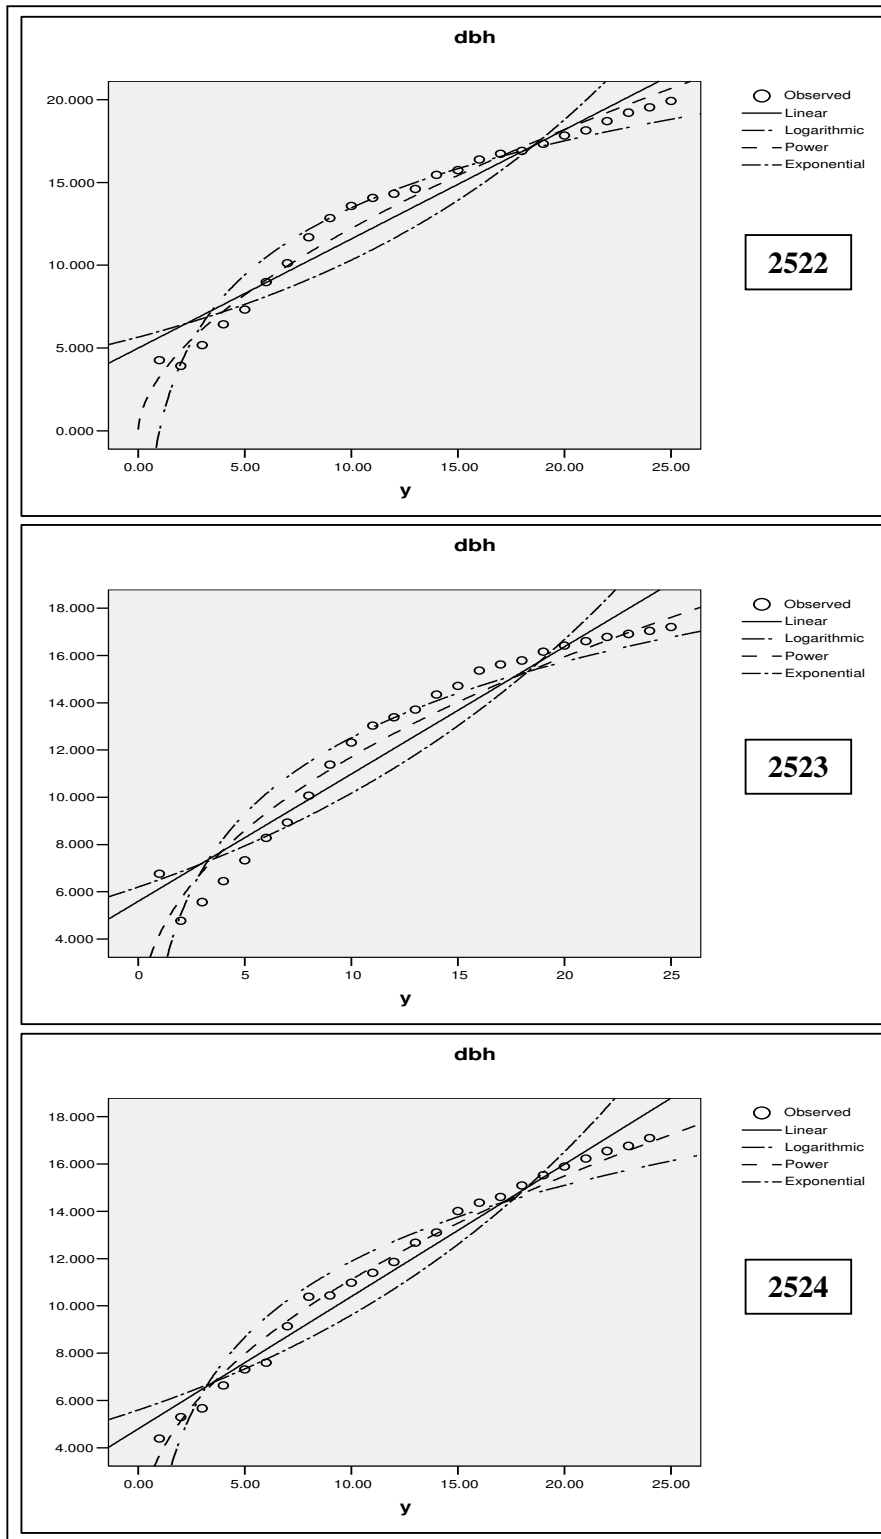 dbh
20.000
15.000
10.000
5.000
0.000
0.00 5.00 10.00 15.00 20.00 25.00
y
Observed
Linear
Logarithmic
Power
Exponential
2522
dbh
18.000
16.000
14.000
12.000
10.000
8.000
6.000
4.000
0 5 10 15 20 25
y
Observed
Linear
Logarithmic
Power
Exponential
2523
dbh
18.000
16.000
14.000
12.000
10.000
8.000
6.000
4.000
0.00 5.00 10.00 15.00 20.00 25.00
y
Observed
Linear
Logarithmic
Power
Exponential
2524